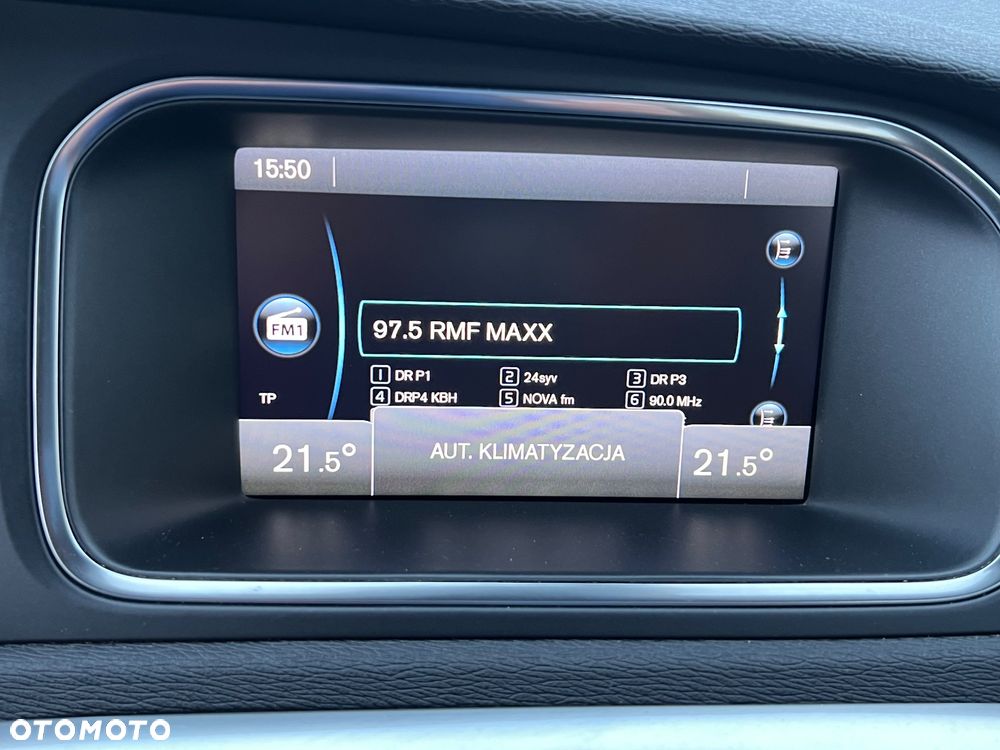 15:50
FM1
97.5 RMF MAXX
1 DR P1 2 24syv 3 DR P3
TP 4 DRP4 KBH 5 NOVA fm 6 90.0 MHz
21.5° AUT. KLIMATYZACJA 21.5°
OTOMOTO